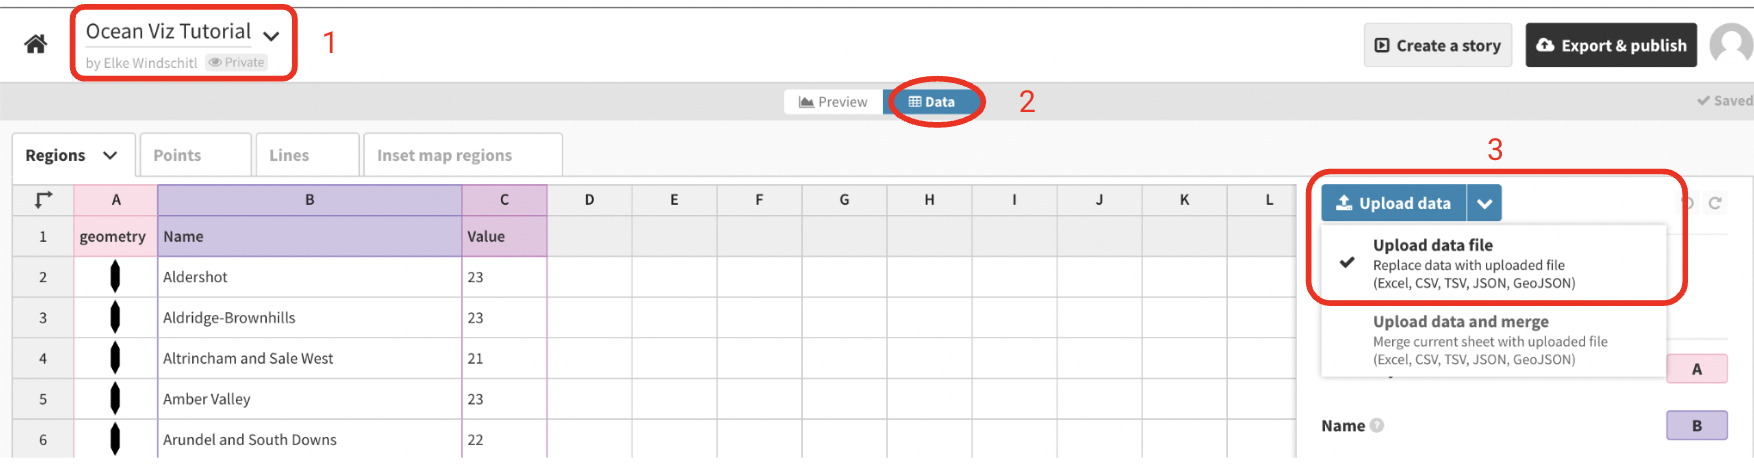 Ocean Viz Tutorial
1
by Elke Windschitl Private
Create a story
Export & publish
Preview
Data
2
Saved
Regions
Points
Lines
Inset map regions
3
A B C D E F G H I J K L
1 geometry Name Value
2 Aldershot 23
3 Aldridge-Brownhills 23
4 Altrincham and Sale West 21
5 Amber Valley 23
6 Arundel and South Downs 22
Upload data
Upload data file
Replace data with uploaded file
(Excel, CSV, TSV, JSON, GeoJSON)
Upload data and merge
Merge current sheet with uploaded file
(Excel, CSV, TSV, JSON, GeoJSON)
A
Name ? B